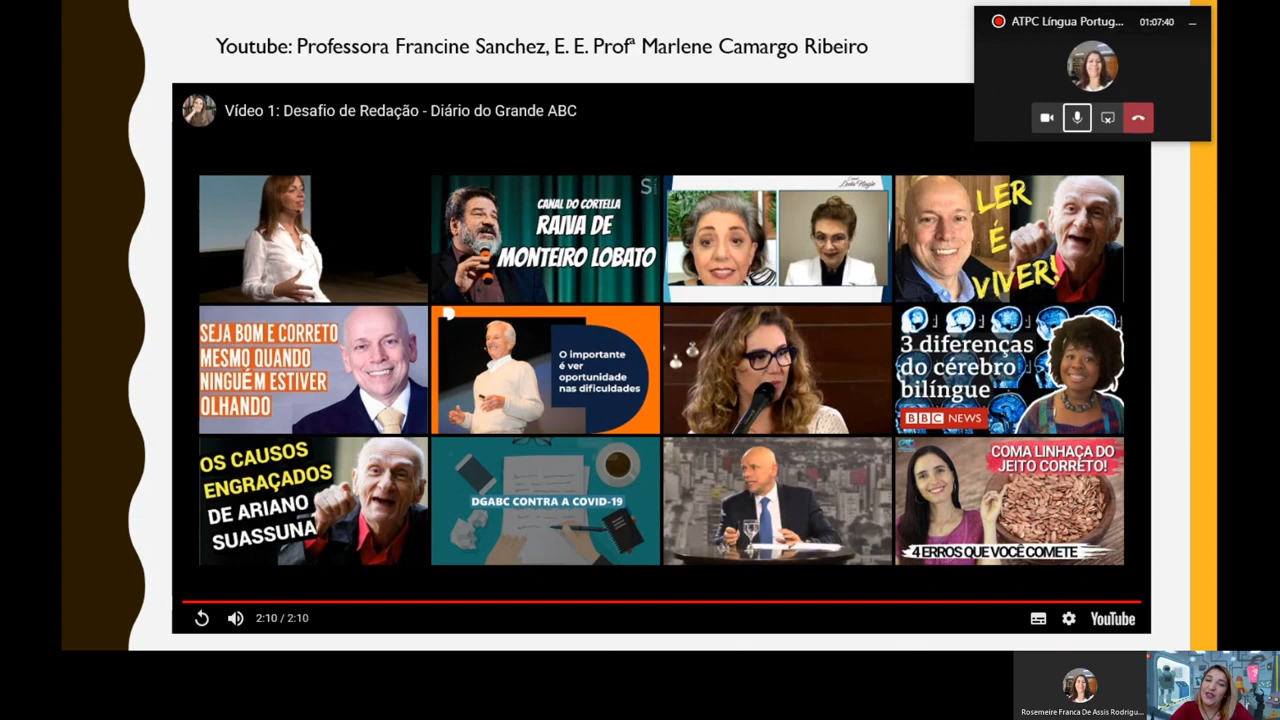 ATPC Língua Portug...
01:07:40
Youtube: Professora Francine Sanchez, E. E. Profª Marlene Camargo Ribeiro
Vídeo 1: Desafio de Redação - Diário do Grande ABC
S
CANAL DO CORTELLA
RAIVA DE
MONTEIRO LOBATO
LER
É
VIVER!
SEJA BOM E CORRETO
MESMO QUANDO
NINGUÉM ESTIVER
OLHANDO
O importante
é ver
oportunidade
nas dificuldades
3 diferenças
do cérebro
bilíngue
BBC NEWS
OS CAUSOS
ENGRAÇADOS
DE ARIANO
SUASSUNA
DGABC CONTRA A COVID-19
COMA LINHAÇA DO
JEITO CORRETO!
4 ERROS QUE VOCÊ COMETE
2:10 / 2:10
YouTube
Rosemeire Franca De Assis Rodrigu...